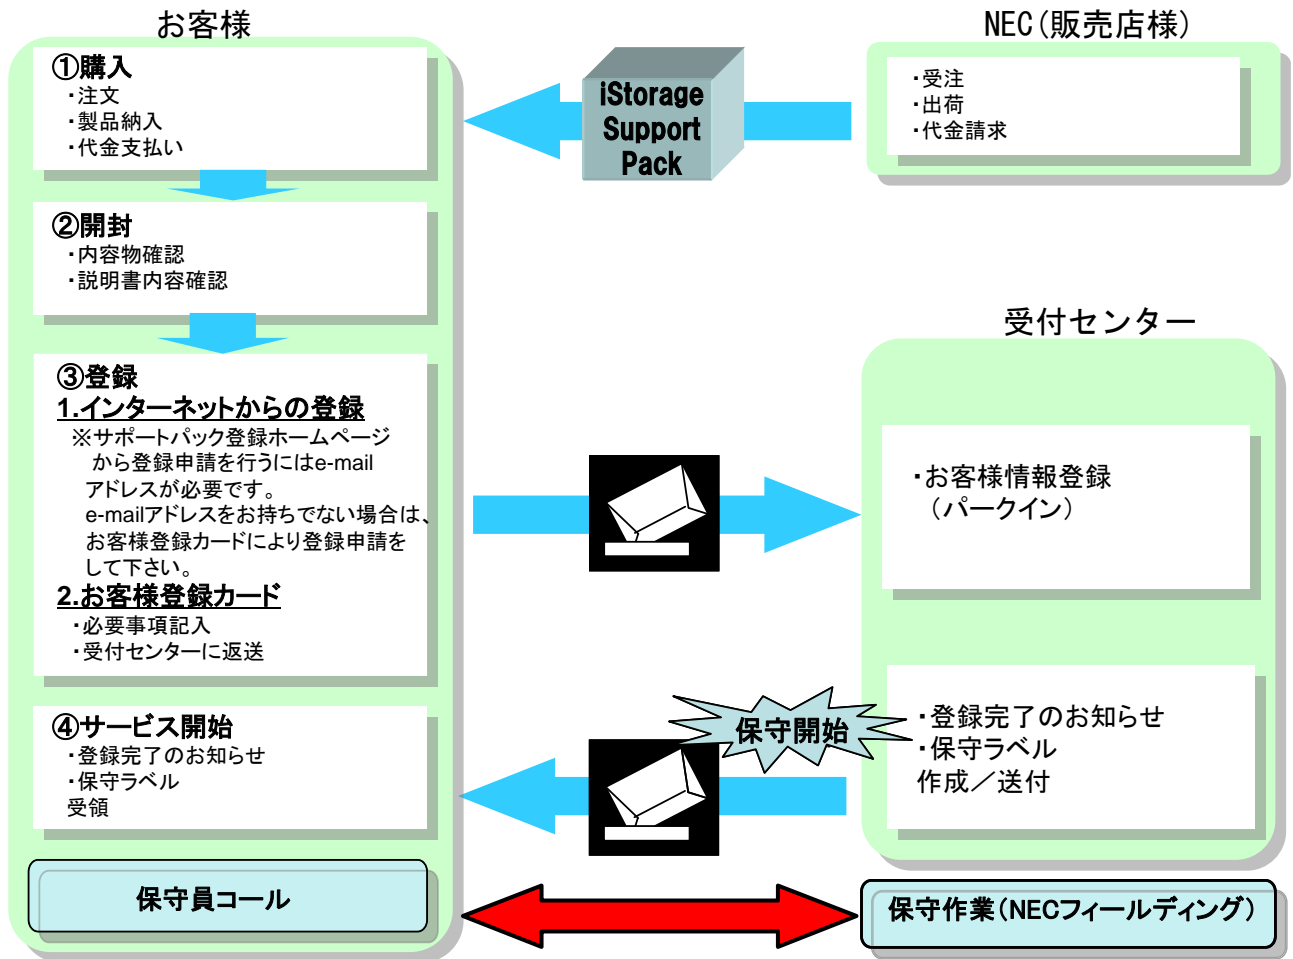 お客様
①購入
・注文
・製品納入
・代金支払い
②開封
・内容物確認
・説明書内容確認
③登録
1.インターネットからの登録
※サポートパック登録ホームページ
から登録申請を行うにはe-mail
アドレスが必要です。
e-mailアドレスをお持ちでない場合は、
お客様登録カードにより登録申請を
して下さい。
2.お客様登録カード
・必要事項記入
・受付センターに返送
④サービス開始
・登録完了のお知らせ
・保守ラベル
受領
保守員コール
iStorage
Support
Pack
NEC(販売店様)
・受注
・出荷
・代金請求
受付センター
・お客様情報登録
（パークイン）
保守開始
・登録完了のお知らせ
・保守ラベル
作成／送付
保守作業(NECフィールディング)